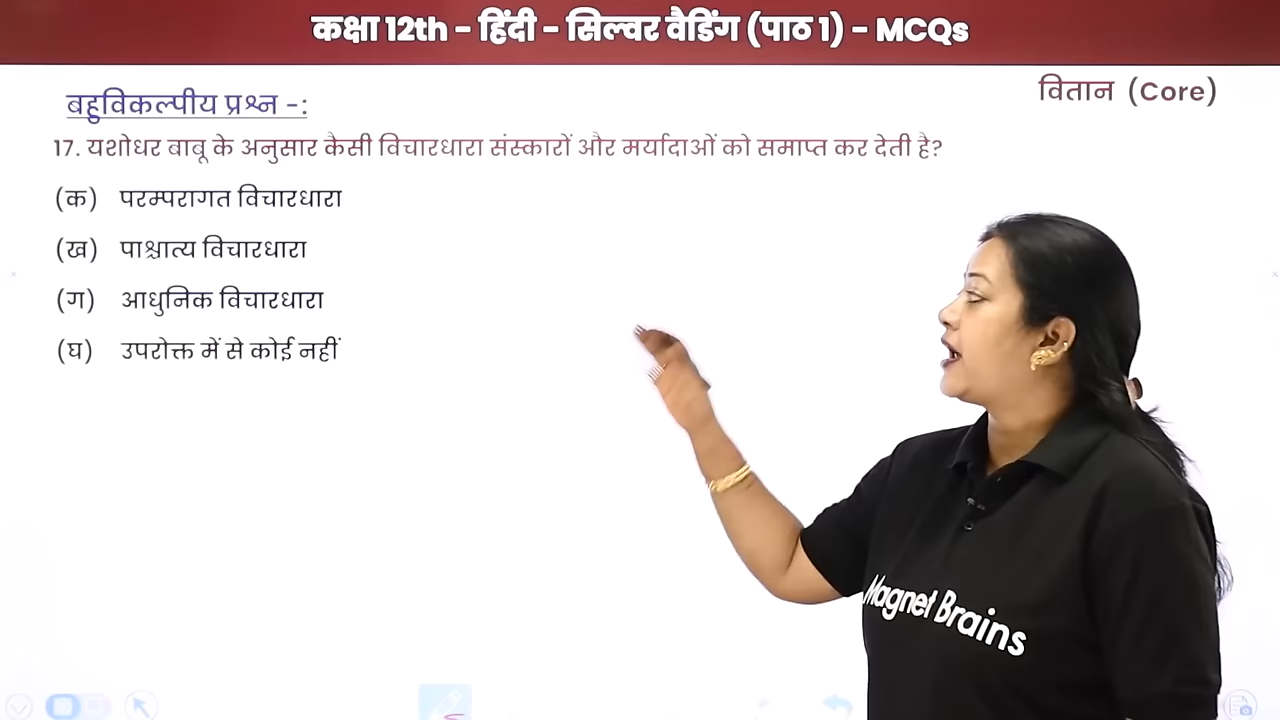 कक्षा 12th - हिंदी - सिल्वर वैडिंग (पाठ 1) - MCQs
वितान (Core)
बहुविकल्पीय प्रश्न -:
17. यशोधर बाबू के अनुसार कैसी विचारधारा संस्कारों और मर्यादाओं को समाप्त कर देती है?
(क) परम्परागत विचारधारा
(ख) पाश्चात्य विचारधारा
(ग) आधुनिक विचारधारा
(घ) उपरोक्त में से कोई नहीं
Magnet Brains